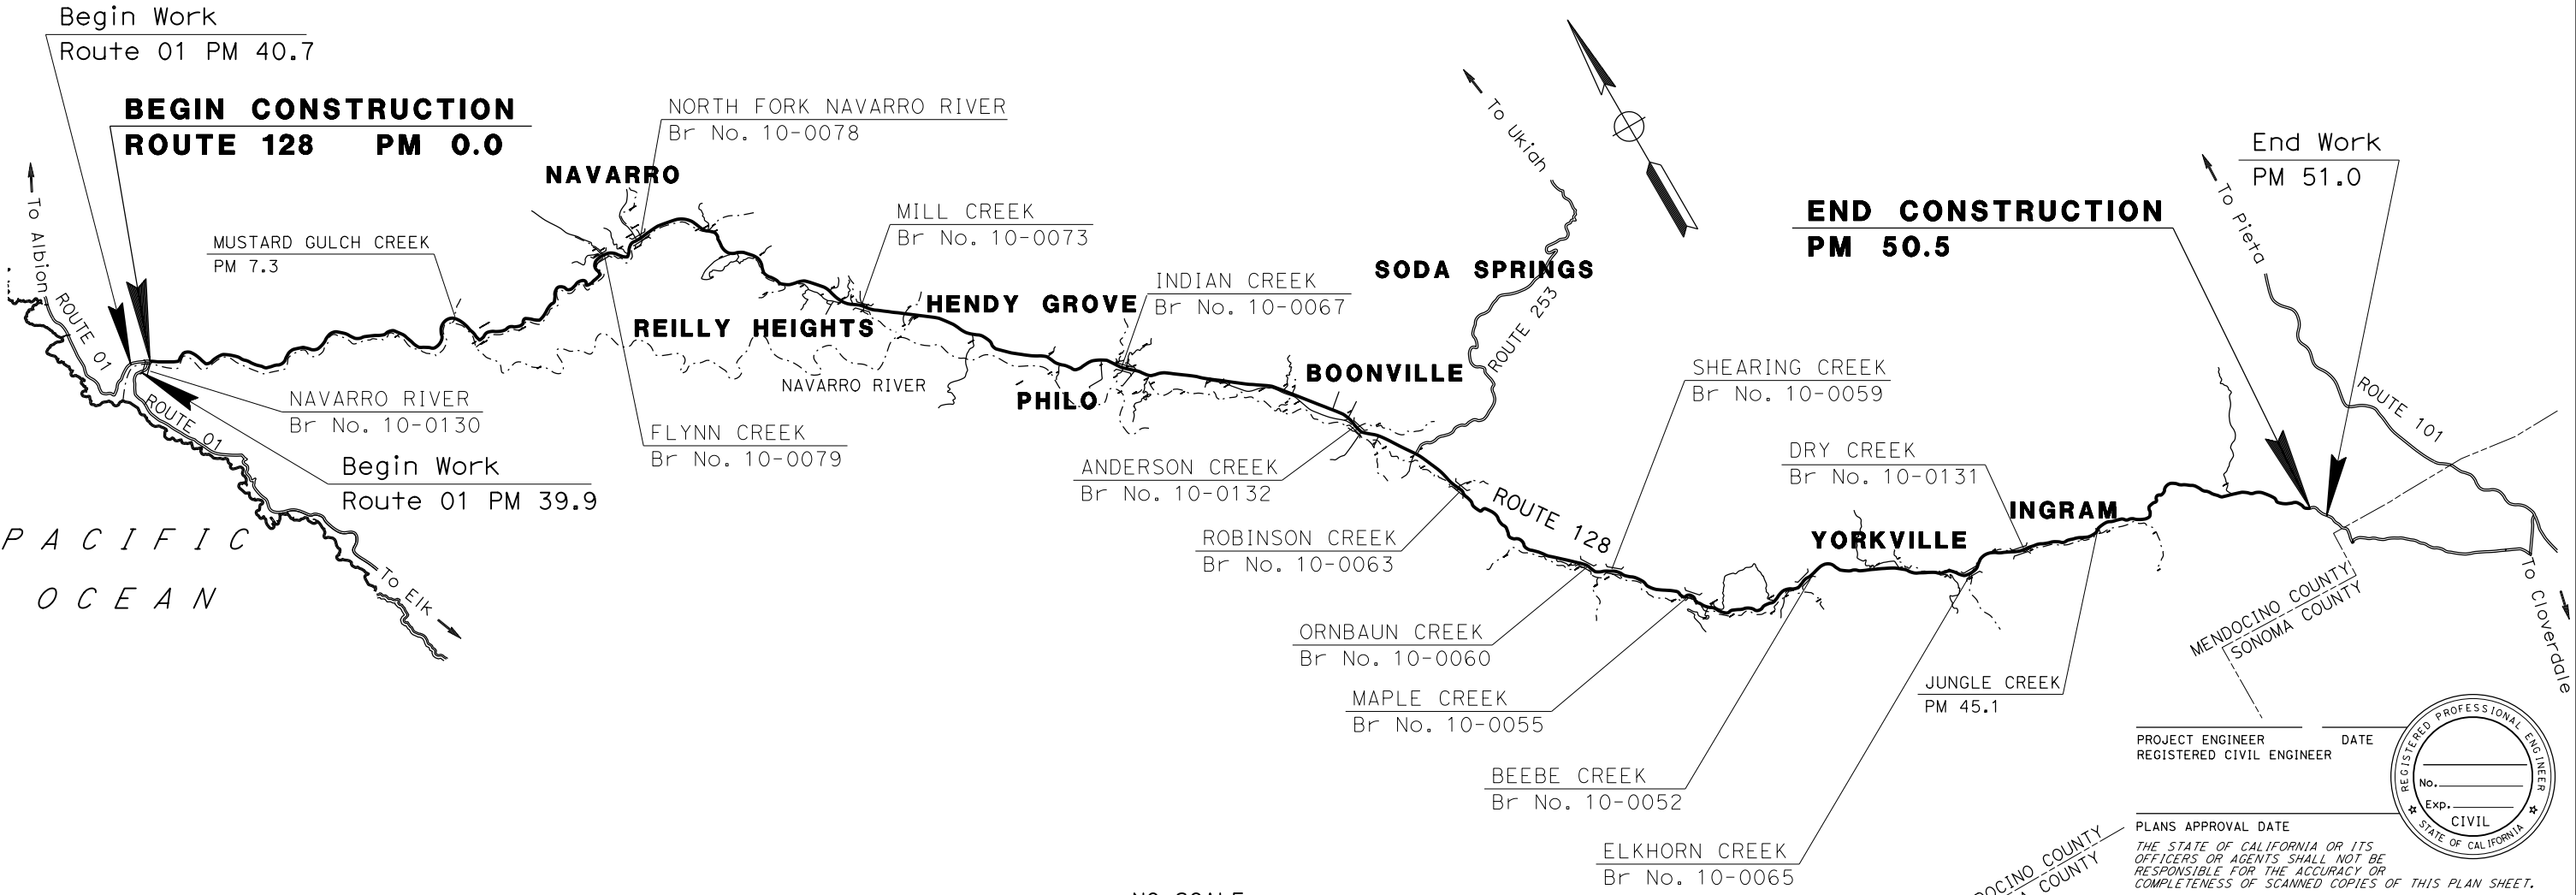 Begin Work
Route 01 PM 40.7
BEGIN CONSTRUCTION
ROUTE 128 PM 0.0
NORTH FORK NAVARRO RIVER
Br No. 10-0078
NAVARRO
To Albion
ROUTE 01
MUSTARD GULCH CREEK
PM 7.3
MILL CREEK
Br No. 10-0073
REILLY HEIGHTS
HENDY GROVE
INDIAN CREEK
Br No. 10-0067
To Ukiah
SODA SPRINGS
ROUTE 253
END CONSTRUCTION
PM 50.5
To Pieta
End Work
PM 51.0
ROUTE 101
NAVARRO RIVER
Br No. 10-0130
ROUTE 01
Begin Work
Route 01 PM 39.9
FLYNN CREEK
Br No. 10-0079
NAVARRO RIVER
PHILO
BOONVILLE
ANDERSON CREEK
Br No. 10-0132
ROBINSON CREEK
Br No. 10-0063
ROUTE 128
SHEARING CREEK
Br No. 10-0059
DRY CREEK
Br No. 10-0131
INGRAM
YORKVILLE
PACIFIC
OCEAN
To Elk
ORNBAUN CREEK
Br No. 10-0060
MAPLE CREEK
Br No. 10-0055
BEEBE CREEK
Br No. 10-0052
ELKHORN CREEK
Br No. 10-0065
JUNGLE CREEK
PM 45.1
MENDOCINO COUNTY
SONOMA COUNTY
To Cloverdale
PROJECT ENGINEER DATE
REGISTERED CIVIL ENGINEER
PLANS APPROVAL DATE
THE STATE OF CALIFORNIA OR ITS
OFFICERS OR AGENTS SHALL NOT BE
RESPONSIBLE FOR THE ACCURACY OR
COMPLETENESS OF SCANNED COPIES OF THIS PLAN SHEET.
REGISTERED PROFESSIONAL ENGINEER
No.
Exp.
CIVIL
STATE OF CALIFORNIA
COUNTY
COUNTY
NO SCALE